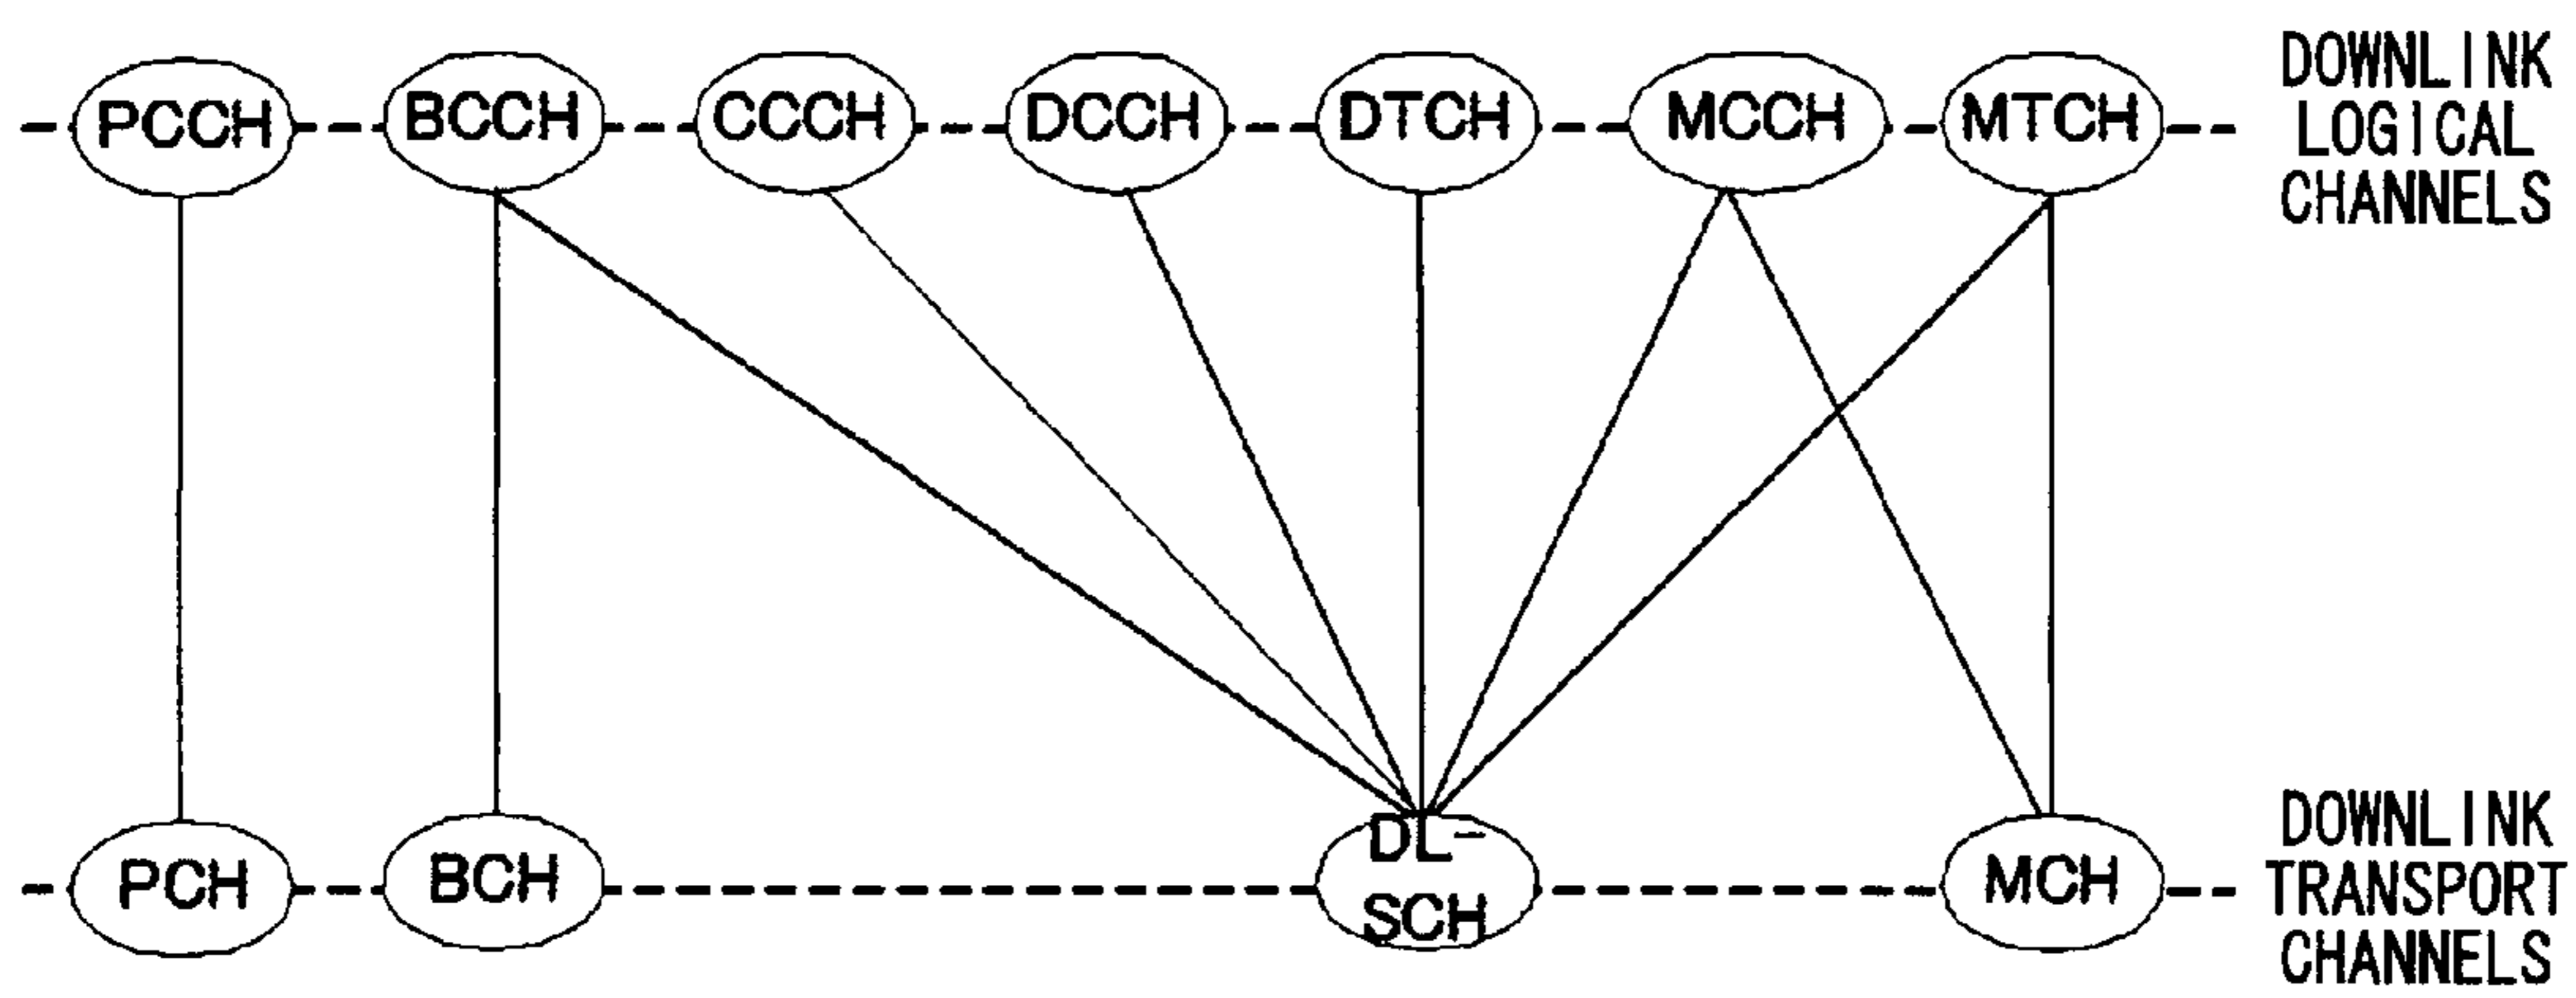 PCCH BCCH CCCH DCCH DTCH MCCH MTCH
DOWNLINK
LOGICAL
CHANNELS
PCH BCH
DL-
SCH
MCH
DOWNLINK
TRANSPORT
CHANNELS